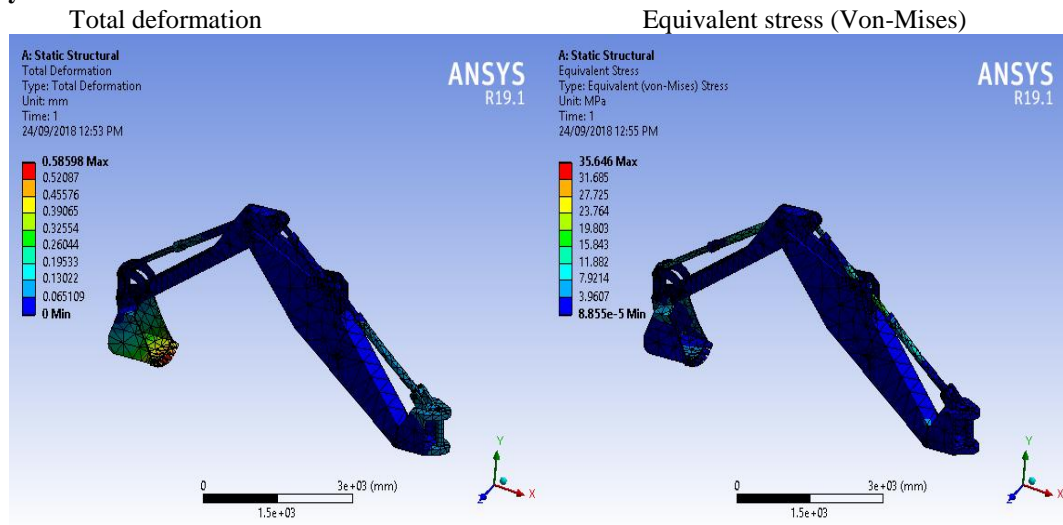 Total deformation
Equivalent stress (Von-Mises)
A: Static Structural
Total Deformation
Type: Total Deformation
Unit: mm
Time: 1
24/09/2018 12:53 PM
ANSYS
R19.1
0.58598 Max
0.52087
0.45576
0.39065
0.32554
0.26044
0.19533
0.13022
0.065109
0 Min
Y
Z
X
0
3e+03 (mm)
1.5e+03
A: Static Structural
Equivalent Stress
Type: Equivalent (von-Mises) Stress
Unit: MPa
Time: 1
24/09/2018 12:55 PM
ANSYS
R19.1
35.646 Max
31.685
27.725
23.764
19.803
15.843
11.882
7.9214
3.9607
8.855e-5 Min
Y
Z
X
0
3e+03 (mm)
1.5e+03